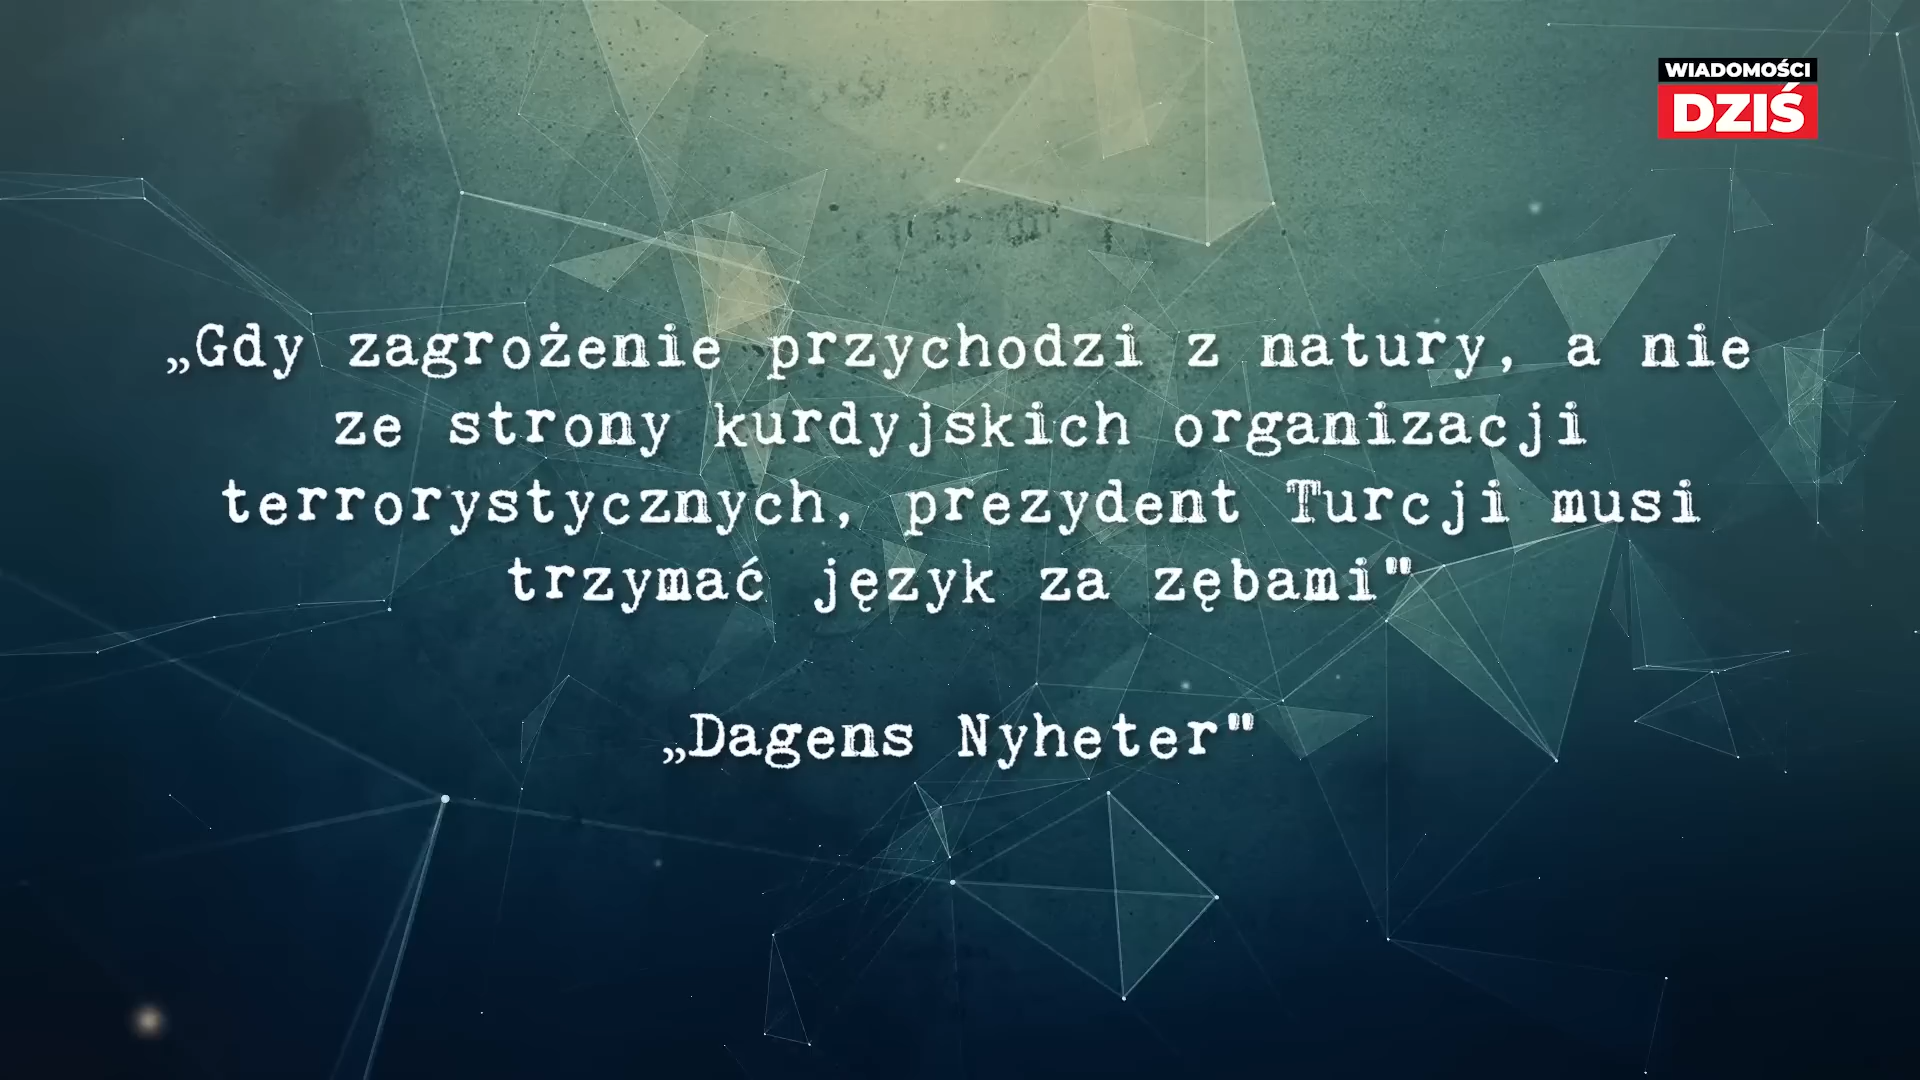 WIADOMOŚCI
DZIŚ
„Gdy zagrożenie przychodzi z natury, a nie
ze strony kurdyjskich organizacji
terrorystycznych, prezydent Turcji musi
trzymać język za zębami"
„Dagens Nyheter"